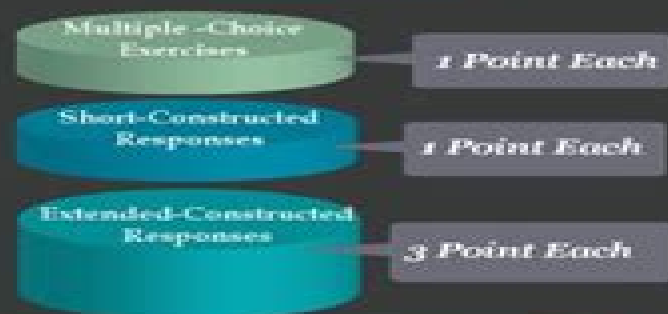 Multiple -Choice
Exercises
1 Point Each
Short-Constructed
Responses
1 Point Each
Extended-Constructed
Responses
3 Point Each